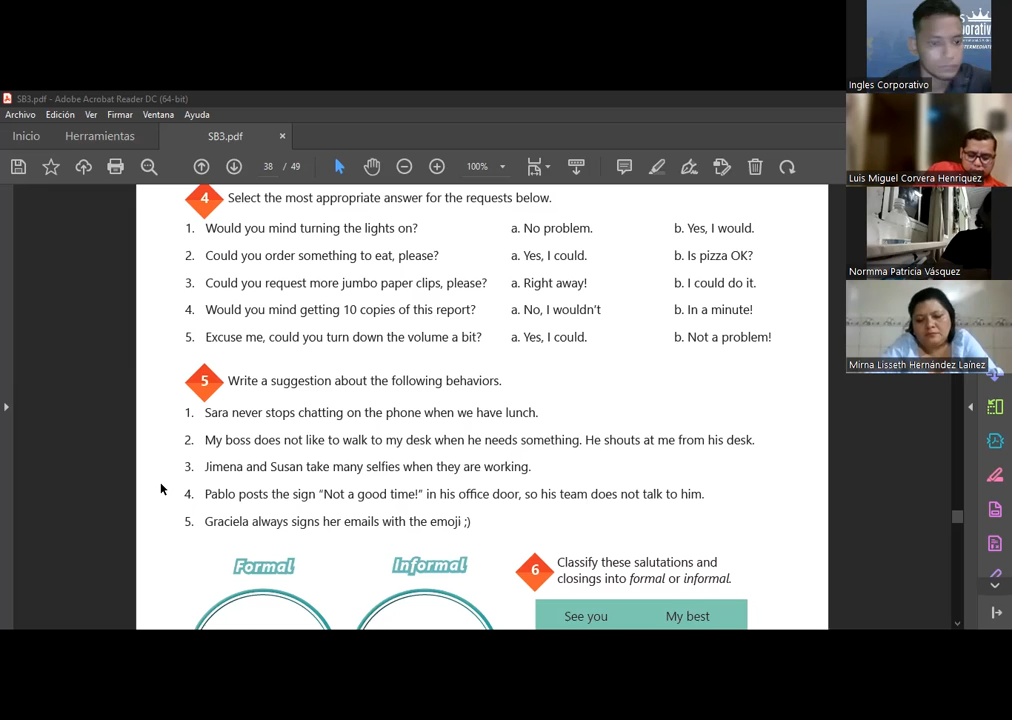 SB3.pdf - Adobe Acrobat Reader DC (64-bit)
Archivo Edición Ver Firmar Ventana Ayuda
Inicio Herramientas SB3.pdf ×
38 / 49 100%
4 Select the most appropriate answer for the requests below.
1. Would you mind turning the lights on? a. No problem. b. Yes, I would.
2. Could you order something to eat, please? a. Yes, I could. b. Is pizza OK?
3. Could you request more jumbo paper clips, please? a. Right away! b. I could do it.
4. Would you mind getting 10 copies of this report? a. No, I wouldn't b. In a minute!
5. Excuse me, could you turn down the volume a bit? a. Yes, I could. b. Not a problem!
5 Write a suggestion about the following behaviors.
1. Sara never stops chatting on the phone when we have lunch.
2. My boss does not like to walk to my desk when he needs something. He shouts at me from his desk.
3. Jimena and Susan take many selfies when they are working.
4. Pablo posts the sign "Not a good time!" in his office door, so his team does not talk to him.
5. Graciela always signs her emails with the emoji ;)
Formal Informal
6 Classify these salutations and
closings into formal or informal.
See you My best
Ingles Corporativo
Luis Miguel Corvera Henriquez
Normma Patricia Vásquez
Mirna Lisseth Hernández Laínez